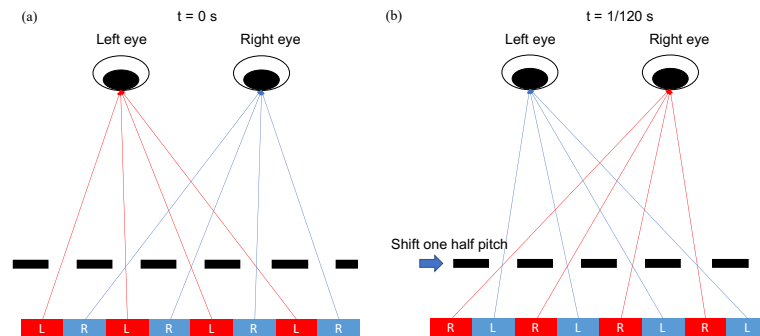 (a)
t = 0 s
Left eye
Right eye
L R L R L R L R
(b)
t = 1/120 s
Left eye
Right eye
Shift one half pitch
R L R L R L R L